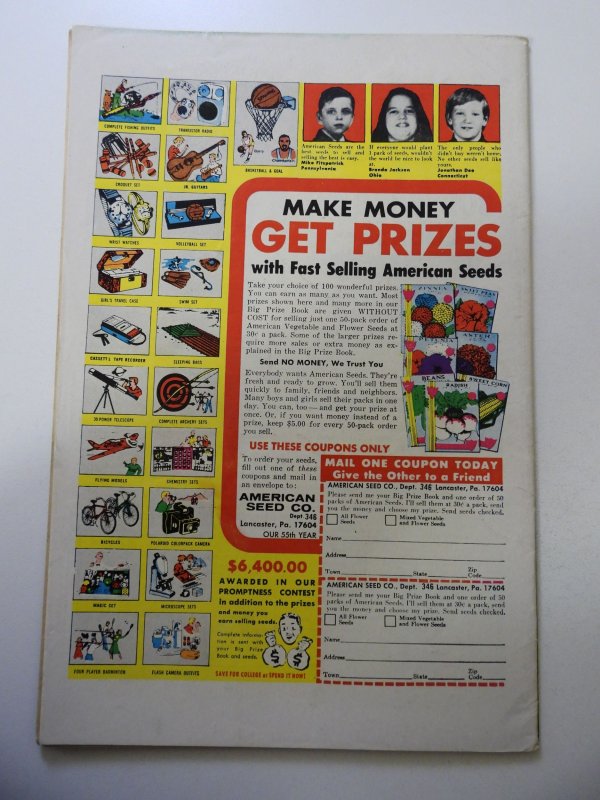 COMPLETE FISHING OUTFITS
TRANSISTOR RADIO
CROQUET SET
JR. GUITARS
BASKETBALL & GOAL
WRIST WATCHES
VOLLEYBALL SET
GIRL'S TRAVEL CASE
SWIM SET
CASSETTE TAPE RECORDER
SLEEPING BAGS
30 POWER TELESCOPE
COMPLETE ARCHERY SETS
FLYING MODELS
CHEMISTRY SETS
BICYCLES
POLAROID COLORPACK CAMERA
MAGIC SET
MICROSCOPE SETS
FOUR PLAYER BADMINTON
FLASH CAMERA OUTFITS
American Seeds are the
best seeds to sell and
selling the best is easy.
Mike Fitzpatrick
Pennsylvania
If everyone would plant
1 pack of seeds, wouldn't
the world be nice to look
at.
Brenda Jackson
Ohio
The only people who
didn't buy weren't home.
No other seeds sell like
yours.
Jonathan Dee
Connecticut
MAKE MONEY
GET PRIZES
with Fast Selling American Seeds
Take your choice of 100 wonderful prizes.
You can earn as many as you want. Most
prizes shown here and many more in our
Big Prize Book are given WITHOUT
COST for selling just one 50-pack order of
American Vegetable and Flower Seeds at
30¢ a pack. Some of the larger prizes re-
quire more sales or extra money as ex-
plained in the Big Prize Book.
Send NO MONEY, We Trust You
Everybody wants American Seeds. They're
fresh and ready to grow. You'll sell them
quickly to family, friends and neighbors.
Many boys and girls sell their packs in one
day. You can, too — and get your prize at
once. Or, if you want money instead of a
prize, keep $5.00 for every 50-pack order
you sell.
ZINNIA
SWEET PEAS
ASTER
BEANS
SWEET CORN
RADISH
USE THESE COUPONS ONLY
To order your seeds,
fill out one of these
coupons and mail in
an envelope to:
AMERICAN
SEED CO.
Dept 346
Lancaster, Pa. 17604
OUR 55th YEAR
$6,400.00
AWARDED IN OUR
PROMPTNESS CONTEST
In addition to the prizes
and money you
earn selling seeds.
Complete informa-
tion is sent with
your Big Prize
Book and seeds.
$ $
SAVE FOR COLLEGE or SPEND IT NOW!
MAIL ONE COUPON TODAY
Give the Other to a Friend
AMERICAN SEED CO., Dept. 346 Lancaster, Pa. 17604
Please send me your Big Prize Book and one order of 50
packs of American Seeds. I'll sell them at 30¢ a pack, send
you the money and choose my prize. Send seeds checked.
All Flower Seeds
Mixed Vegetable and Flower Seeds
Name
Address
Town State Zip Code
AMERICAN SEED CO., Dept. 346 Lancaster, Pa. 17604
Please send me your Big Prize Book and one order of 50
packs of American Seeds. I'll sell them at 30¢ a pack, send
you the money and choose my prize. Send seeds checked.
All Flower Seeds
Mixed Vegetable and Flower Seeds
Name
Address
Town State Zip Code